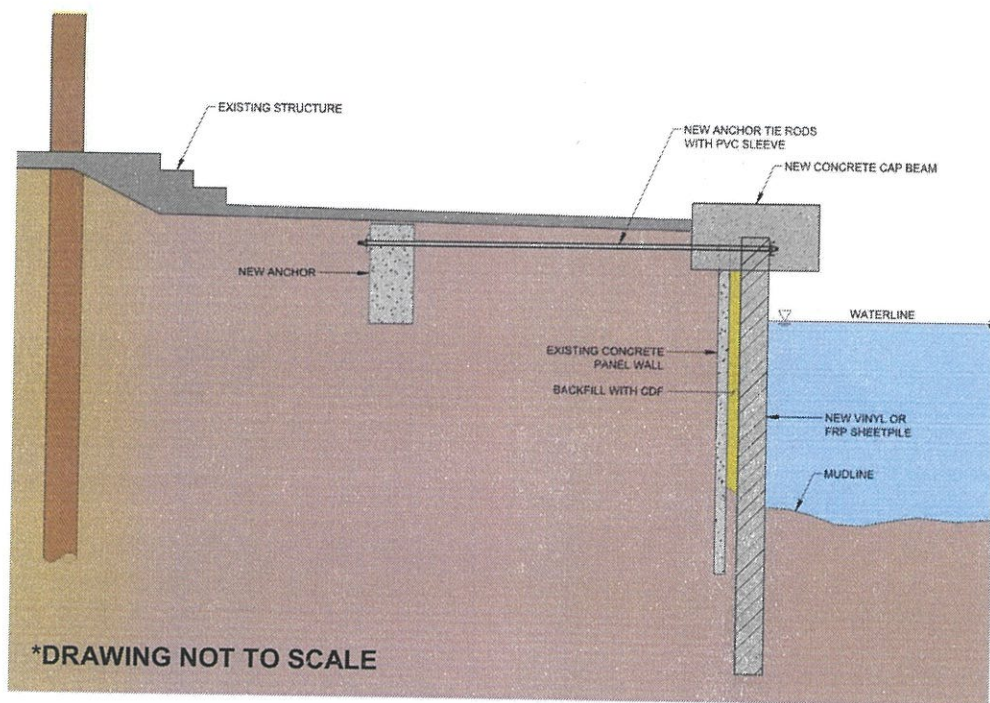 EXISTING STRUCTURE
NEW ANCHOR TIE RODS
WITH PVC SLEEVE
NEW CONCRETE CAP BEAM
NEW ANCHOR
WATERLINE
EXISTING CONCRETE
PANEL WALL
BACKFILL WITH CDF
NEW VINYL OR
FRP SHEETPILE
MUDLINE
*DRAWING NOT TO SCALE